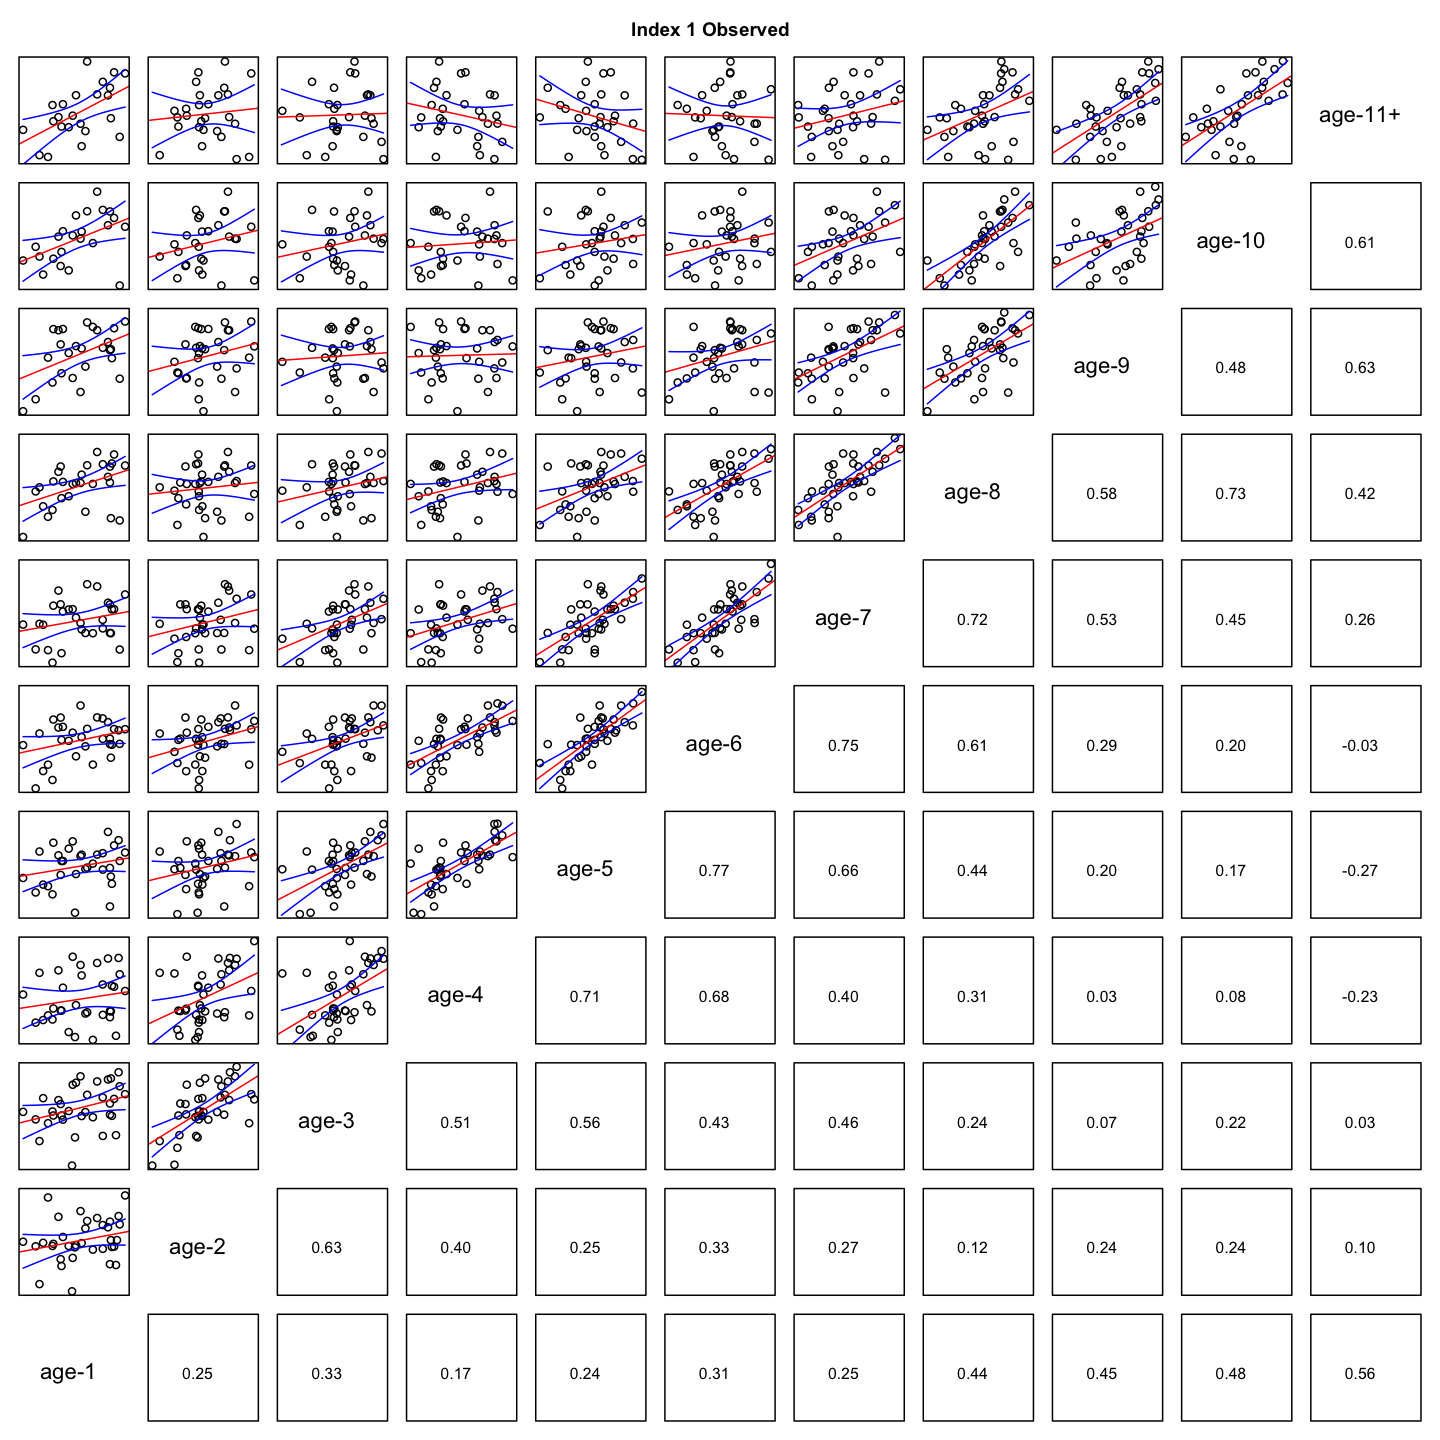 Index 1 Observed
age-11+
age-10 0.61
age-9 0.48 0.63
age-8 0.58 0.73 0.42
age-7 0.72 0.53 0.45 0.26
age-6 0.75 0.61 0.29 0.20 -0.03
age-5 0.77 0.66 0.44 0.20 0.17 -0.27
age-4 0.71 0.68 0.40 0.31 0.03 0.08 -0.23
age-3 0.51 0.56 0.43 0.46 0.24 0.07 0.22 0.03
age-2 0.63 0.40 0.25 0.33 0.27 0.12 0.24 0.24 0.10
age-1 0.25 0.33 0.17 0.24 0.31 0.25 0.44 0.45 0.48 0.56